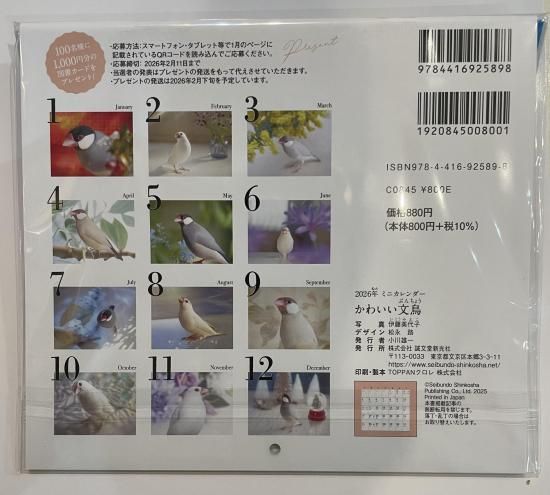 100名様に
1,000円分の
図書カードを
プレゼント!
・応募方法:スマートフォン・タブレット等で1月のページに
記載されているQRコードを読み込んでご応募ください。
・応募締切:2026年2月11日まで
・当選者の発表はプレゼントの発送をもって代えさせていただきます。
・プレゼントの発送は2026年2月下旬を予定しています。
Present
9784416925898
1920845008001
ISBN978-4-416-92589-8
C0845 ¥800E
価格880円
(本体800円+税10%)
1
January
2
February
3
March
4
April
5
May
6
June
7
July
8
August
9
September
10
October
11
November
12
December
2026年 ミニカレンダー
ぶんちょう
かわいい文鳥
写真 伊藤美代子
デザイン 松永 路
発行者 小川雄一
発行所 株式会社 誠文堂新光社
〒113-0033 東京都文京区本郷3-3-11
https://www.seibundo-shinkosha.net/
印刷・製本 TOPPANクロレ 株式会社
©Seibundo Shinkosha
Publishing Co., Ltd. 2025
Printed in Japan
本書掲載記事の
無断転用を禁じます。
落丁・乱丁の場合は
お取り替えします。